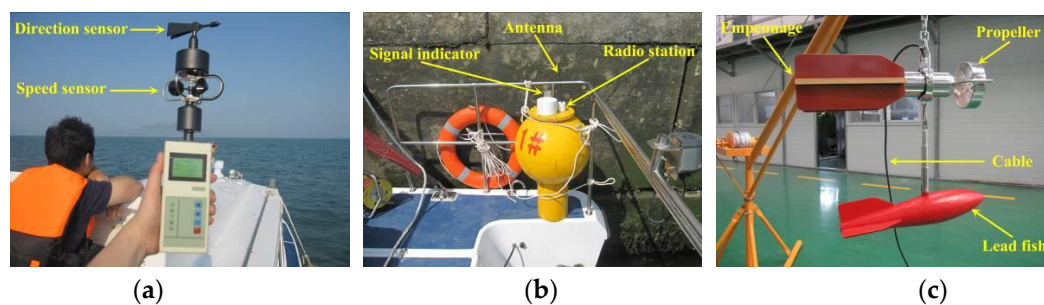 Direction sensor
Speed sensor
Antenna
Signal indicator
Radio station
1#
Empennage
Propeller
Cable
Lead fish
(a)
(b)
(c)